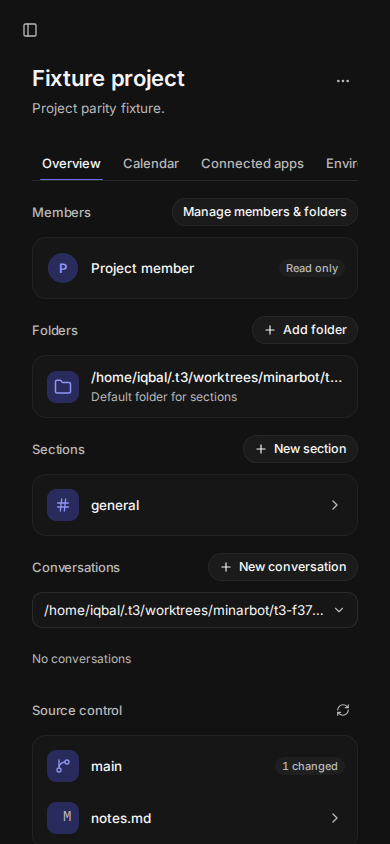 Fixture project
Project parity fixture.
Overview Calendar Connected apps Envir
Members
Manage members & folders
P
Project member
Read only
Folders
Add folder
/home/iqbal/.t3/worktrees/minarbot/t...
Default folder for sections
Sections
New section
general
Conversations
New conversation
/home/iqbal/.t3/worktrees/minarbot/t3-f37...
No conversations
Source control
main
1 changed
M
notes.md